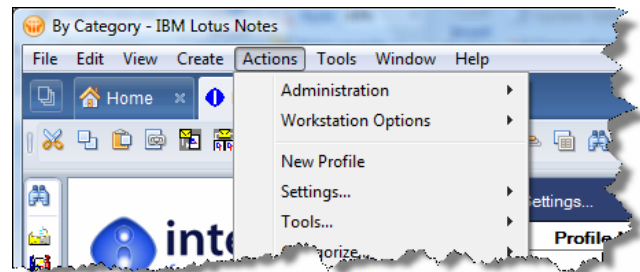 By Category - IBM Lotus Notes
File Edit View Create Actions Tools Window Help
Home
Administration
Workstation Options
New Profile
Settings...
Tools...
ettings...
inte
Profile